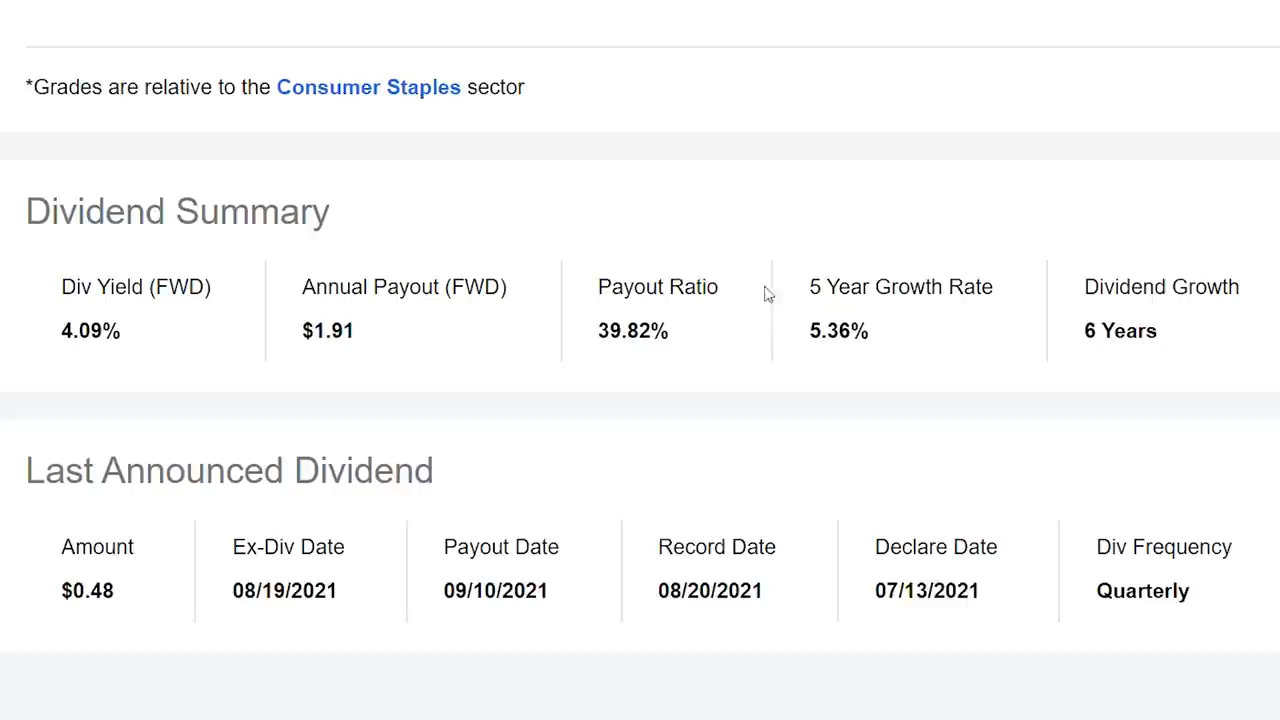 *Grades are relative to the Consumer Staples sector
Dividend Summary
Div Yield (FWD) Annual Payout (FWD) Payout Ratio 5 Year Growth Rate Dividend Growth
4.09% $1.91 39.82% 5.36% 6 Years
Last Announced Dividend
Amount Ex-Div Date Payout Date Record Date Declare Date Div Frequency
$0.48 08/19/2021 09/10/2021 08/20/2021 07/13/2021 Quarterly